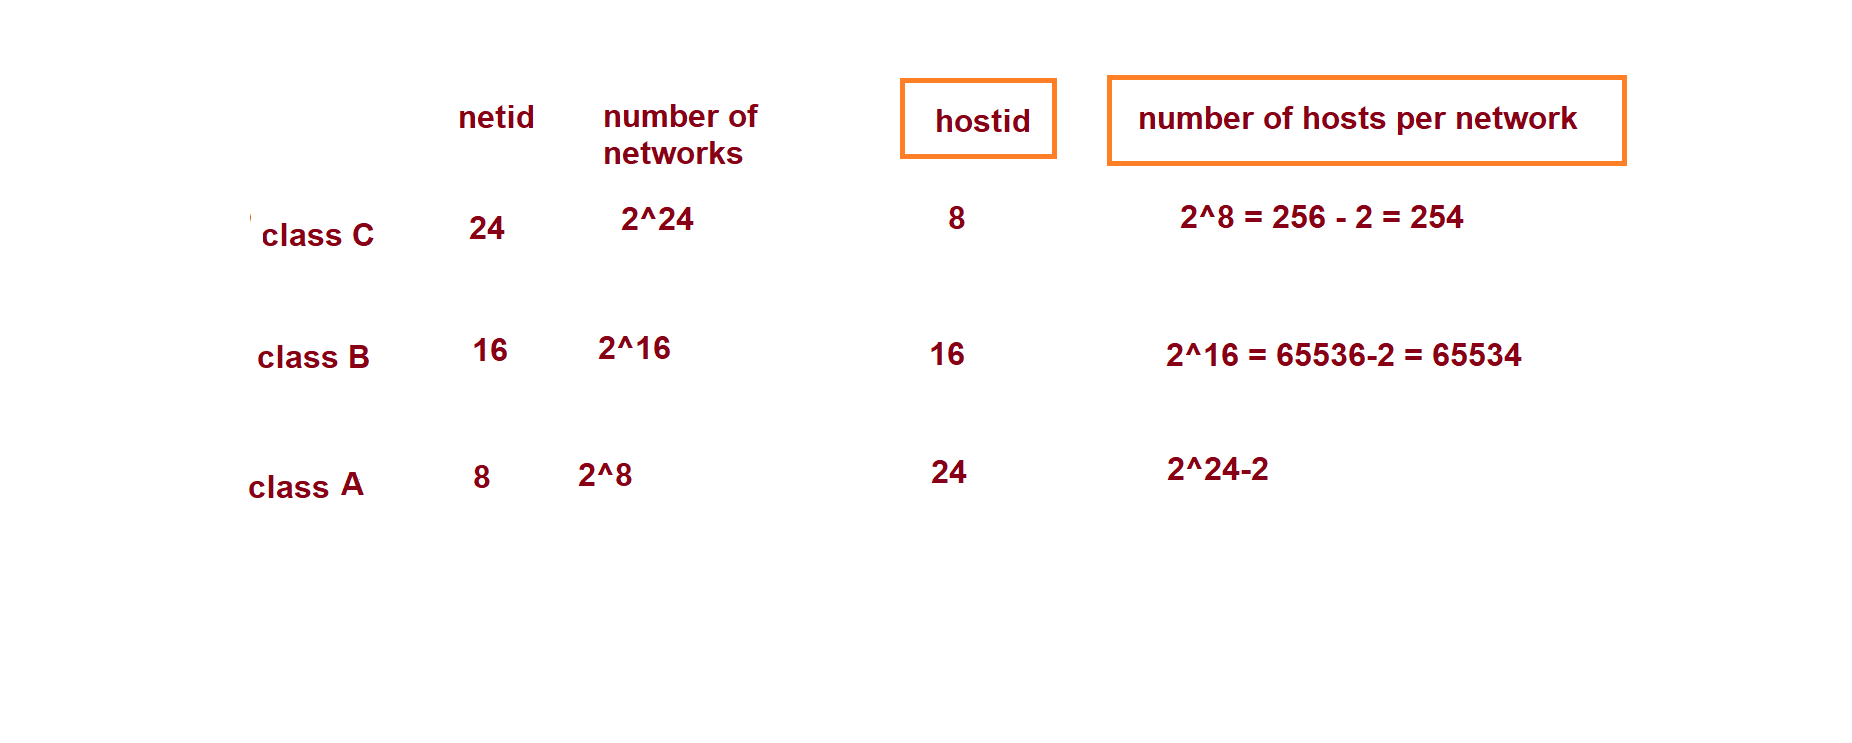 netid number of networks hostid number of hosts per network
class C 24 2^24 8 2^8 = 256 - 2 = 254
class B 16 2^16 16 2^16 = 65536-2 = 65534
class A 8 2^8 24 2^24-2